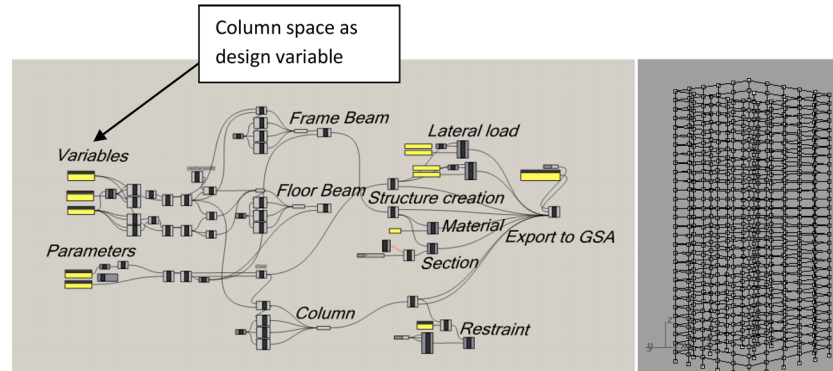 Column space as
design variable
Frame Beam
Lateral load
Variables
Floor Beam
Structure creation
Material
Export to GSA
Parameters
Section
Column
Restraint
z
y